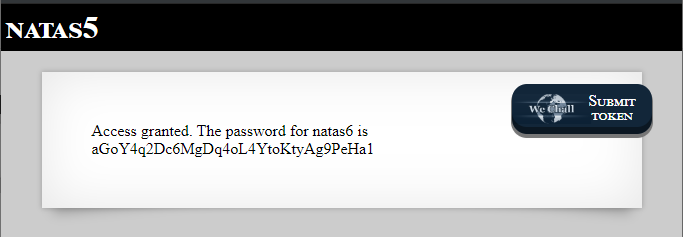 NATAS5
Access granted. The password for natas6 is
aGoY4q2Dc6MgDq4oL4YtoKtyAg9PeHa1
We Chall
Submit
token